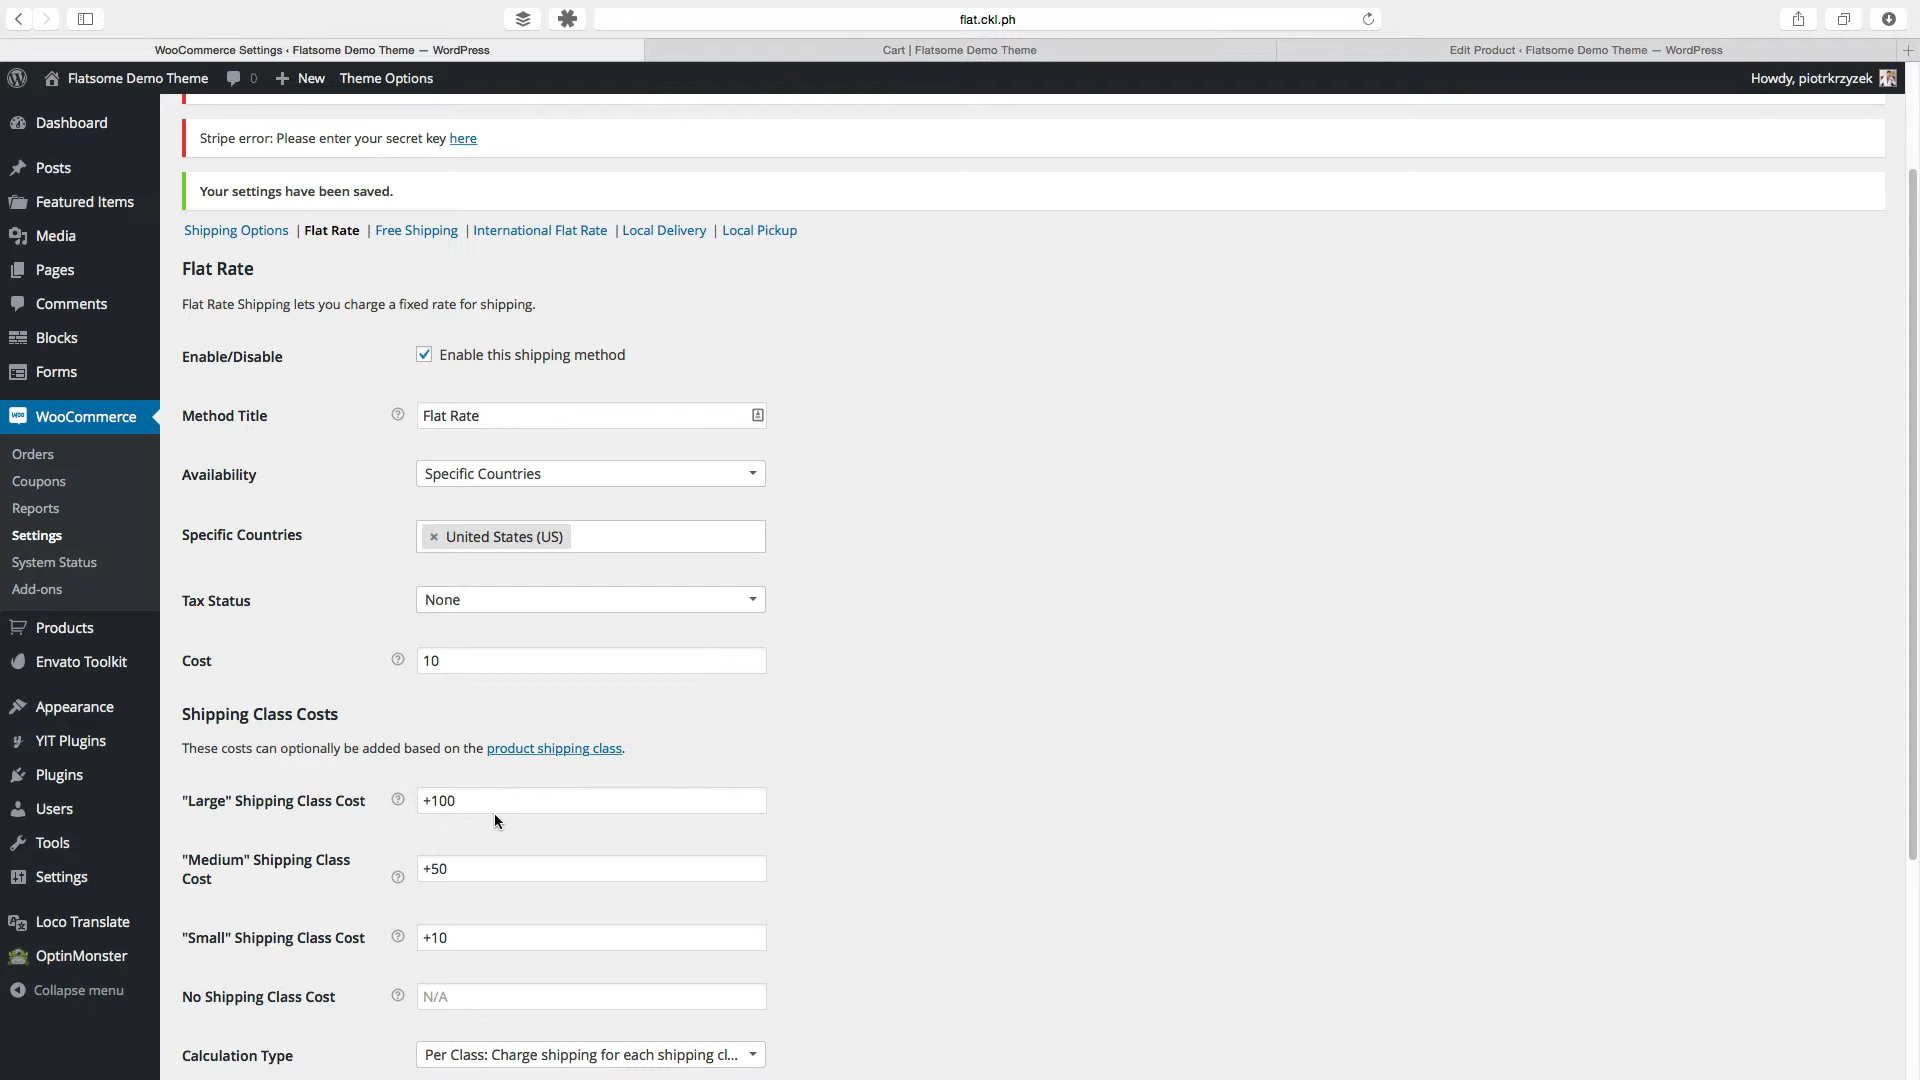 flat.ckl.ph
WooCommerce Settings ‹ Flatsome Demo Theme — WordPress
Cart | Flatsome Demo Theme
Edit Product ‹ Flatsome Demo Theme — WordPress
Flatsome Demo Theme
0
New
Theme Options
Howdy, piotrkrzyzek
Dashboard
Posts
Featured Items
Media
Pages
Comments
Blocks
Forms
WooCommerce
Orders
Coupons
Reports
Settings
System Status
Add-ons
Products
Envato Toolkit
Appearance
YIT Plugins
Plugins
Users
Tools
Settings
Loco Translate
OptinMonster
Collapse menu
Stripe error: Please enter your secret key here
Your settings have been saved.
Shipping Options | Flat Rate | Free Shipping | International Flat Rate | Local Delivery | Local Pickup
Flat Rate
Flat Rate Shipping lets you charge a fixed rate for shipping.
Enable/Disable
Enable this shipping method
Method Title
Flat Rate
Availability
Specific Countries
Specific Countries
× United States (US)
Tax Status
None
Cost
10
Shipping Class Costs
These costs can optionally be added based on the product shipping class.
"Large" Shipping Class Cost
+100
"Medium" Shipping Class
Cost
+50
"Small" Shipping Class Cost
+10
No Shipping Class Cost
N/A
Calculation Type
Per Class: Charge shipping for each shipping cl...